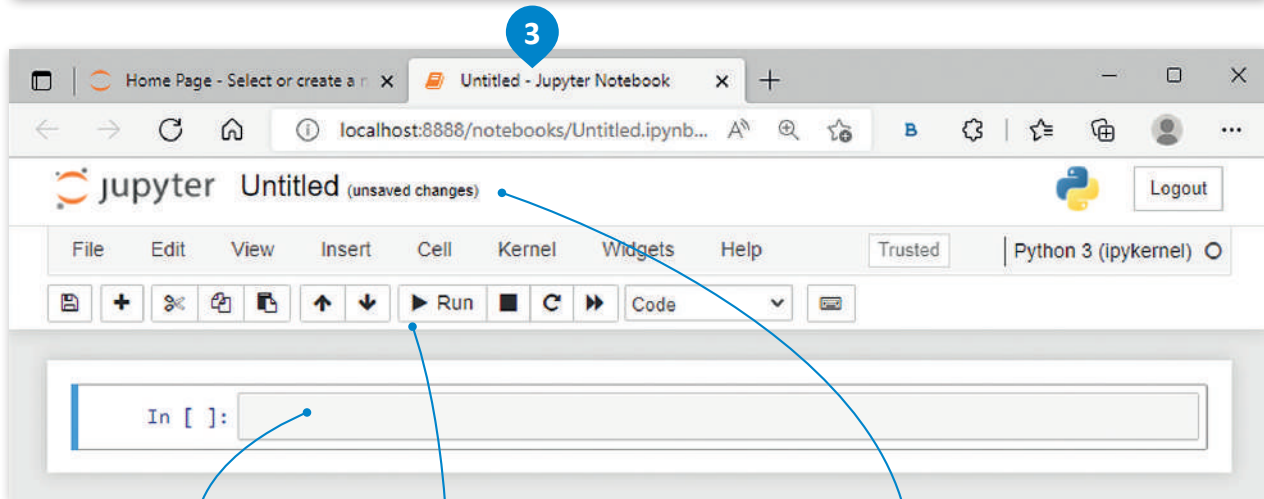 3
Home Page - Select or create a n
Untitled - Jupyter Notebook
localhost:8888/notebooks/Untitled.ipynb...
B
jupyter Untitled (unsaved changes)
Logout
File Edit View Insert Cell Kernel Widgets Help Trusted Python 3 (ipykernel)
Run Code
In [ ]: